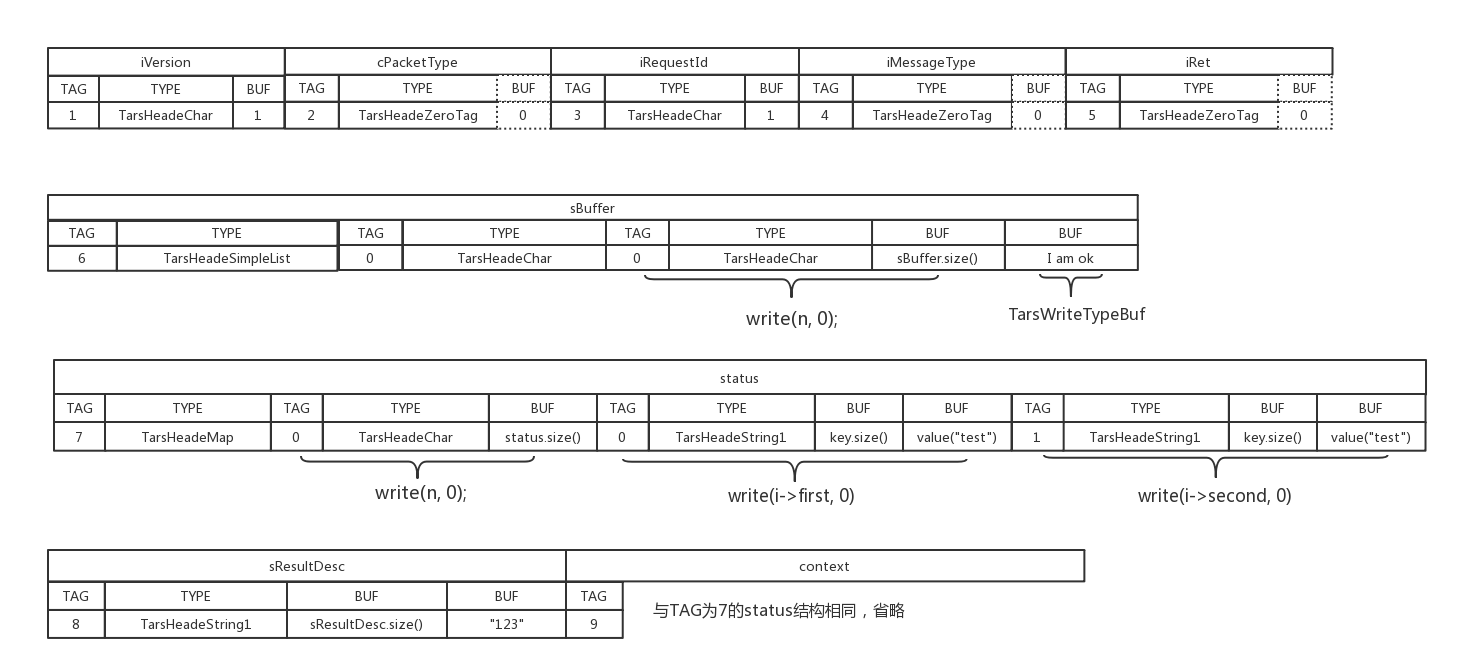 iVersion cPacketType iRequestId iMessageType iRet
TAG TYPE BUF TAG TYPE BUF TAG TYPE BUF TAG TYPE BUF TAG TYPE BUF
1 TarsHeadeChar 1 2 TarsHeadeZeroTag 0 3 TarsHeadeChar 1 4 TarsHeadeZeroTag 0 5 TarsHeadeZeroTag 0
sBuffer
TAG TYPE TAG TYPE TAG TYPE BUF BUF
6 TarsHeadeSimpleList 0 TarsHeadeChar 0 TarsHeadeChar sBuffer.size() I am ok
write(n, 0); TarsWriteTypeBuf
status
TAG TYPE TAG TYPE BUF TAG TYPE BUF BUF TAG TYPE BUF BUF
7 TarsHeadeMap 0 TarsHeadeChar status.size() 0 TarsHeadeString1 key.size() value("test") 1 TarsHeadeString1 key.size() value("test")
write(n, 0); write(i->first, 0) write(i->second, 0)
sResultDesc context
TAG TYPE BUF BUF TAG
8 TarsHeadeString1 sResultDesc.size() "123" 9
与TAG为7的status结构相同，省略